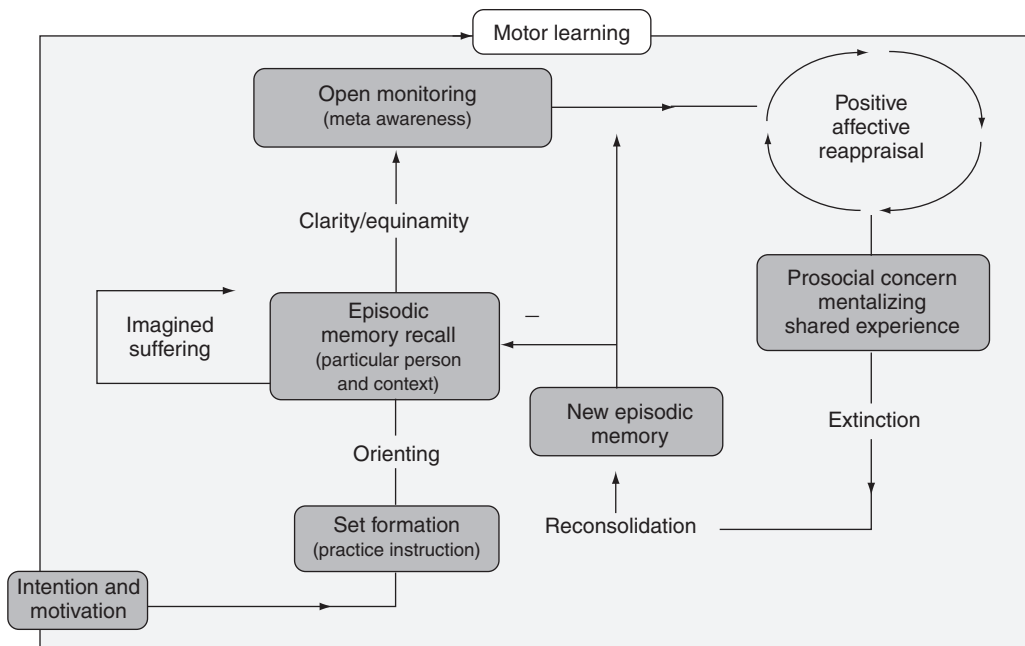 Motor learning
Open monitoring
(meta awareness)
Positive
affective
reappraisal
Clarity/equinamity
Prosocial concern
mentalizing
shared experience
Imagined
suffering
Episodic
memory recall
(particular person
and context)
–
New episodic
memory
Extinction
Orienting
Set formation
(practice instruction)
Reconsolidation
Intention and
motivation